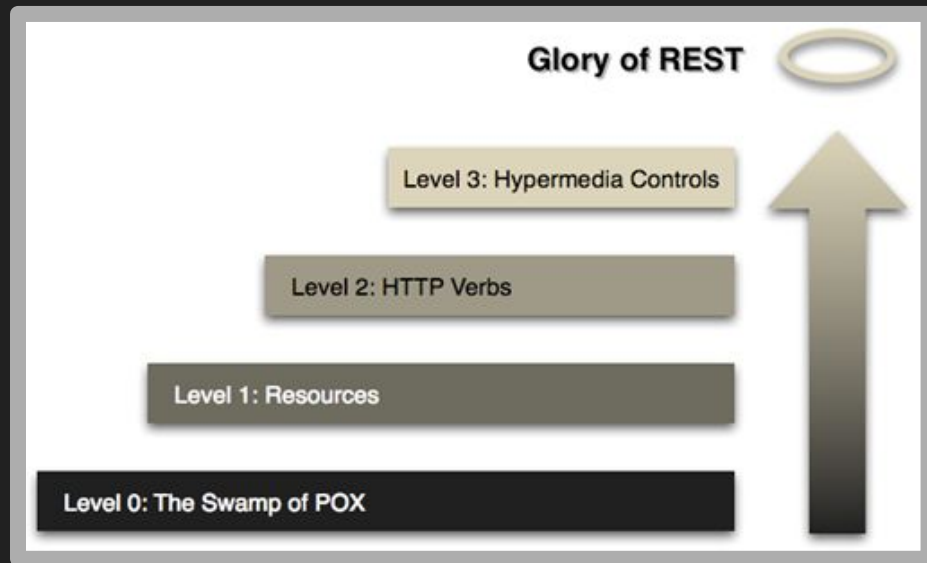 Glory of REST
Level 3: Hypermedia Controls
Level 2: HTTP Verbs
Level 1: Resources
Level 0: The Swamp of POX